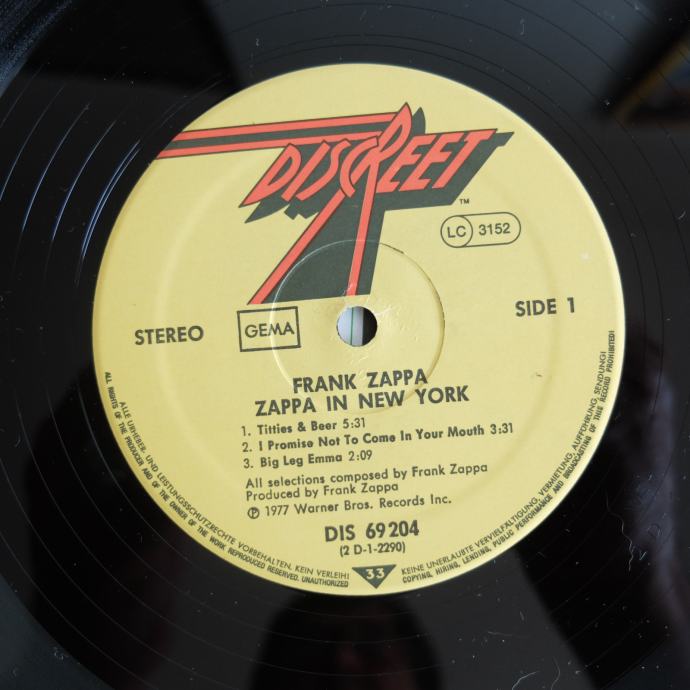 DISCREET
™
LC 3152
STEREO
GEMA
SIDE 1
FRANK ZAPPA
ZAPPA IN NEW YORK
1. Titties & Beer 5:31
2. I Promise Not To Come In Your Mouth 3:31
3. Big Leg Emma 2:09
All selections composed by Frank Zappa
Produced by Frank Zappa
℗ 1977 Warner Bros. Records Inc.
DIS 69 204
(2 D-1-2290)
33
ALLE URHEBER- UND LEISTUNGSSCHUTZRECHTE VORBEHALTEN. KEIN VERLEIH! KEINE UNERLAUBTE VERVIELFÄLTIGUNG, VERMIETUNG, AUFFÜHRUNG, SENDUNG!
ALL RIGHTS OF THE PRODUCER AND OF THE OWNER OF THE WORK REPRODUCED RESERVED. UNAUTHORIZED COPYING, HIRING, LENDING, PUBLIC PERFORMANCE AND BROADCASTING OF THIS RECORD PROHIBITED!